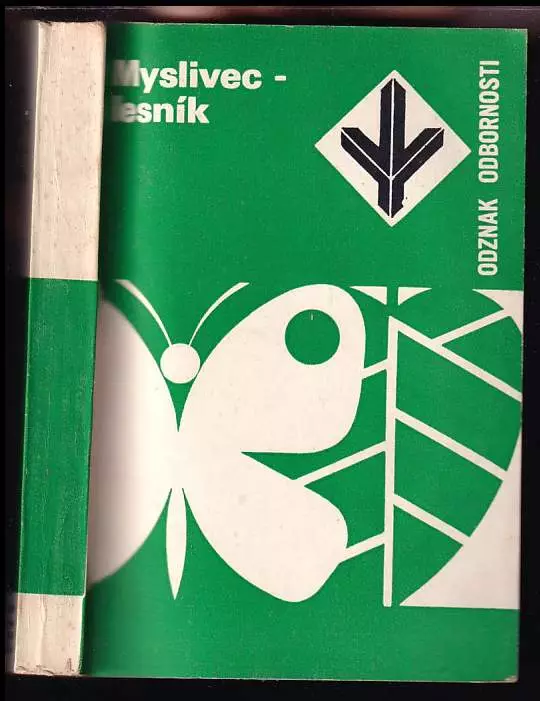 Myslivec -
lesník
ODZNAK ODBORNOSTI